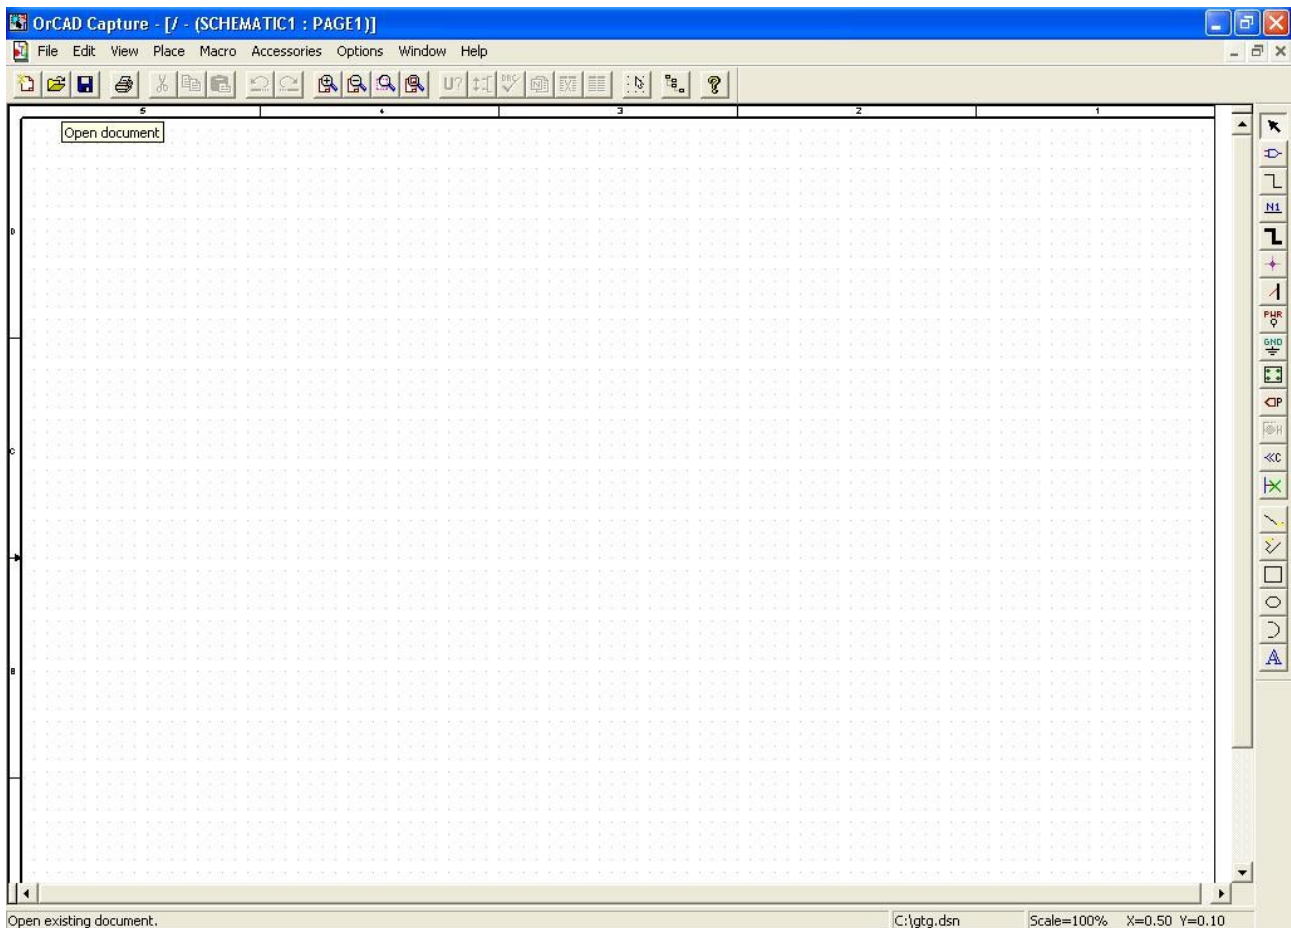 OrCAD Capture - [/ - (SCHEMATIC1 : PAGE1)]
File Edit View Place Macro Accessories Options Window Help
U? DRC N ?
5 4 3 2 1
Open document
N1
D
PWR
GND
P
H
C
«C
B
A
Open existing document. C:\gtg.dsn Scale=100% X=0.50 Y=0.10